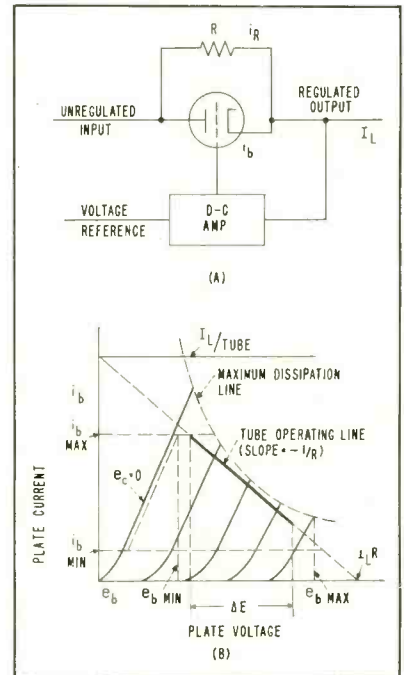 R
i_R
UNREGULATED
INPUT
REGULATED
OUTPUT
I_L
i_b
VOLTAGE
REFERENCE
D-C
AMP
(A)
I_L/TUBE
MAXIMUM DISSIPATION
LINE
i_b
i_b
MAX
TUBE OPERATING LINE
(SLOPE = -1/R)
e_c=0
PLATE CURRENT
i_b
MIN
I_LR
e_b
e_b MIN
ΔE
e_b MAX
PLATE VOLTAGE
(B)